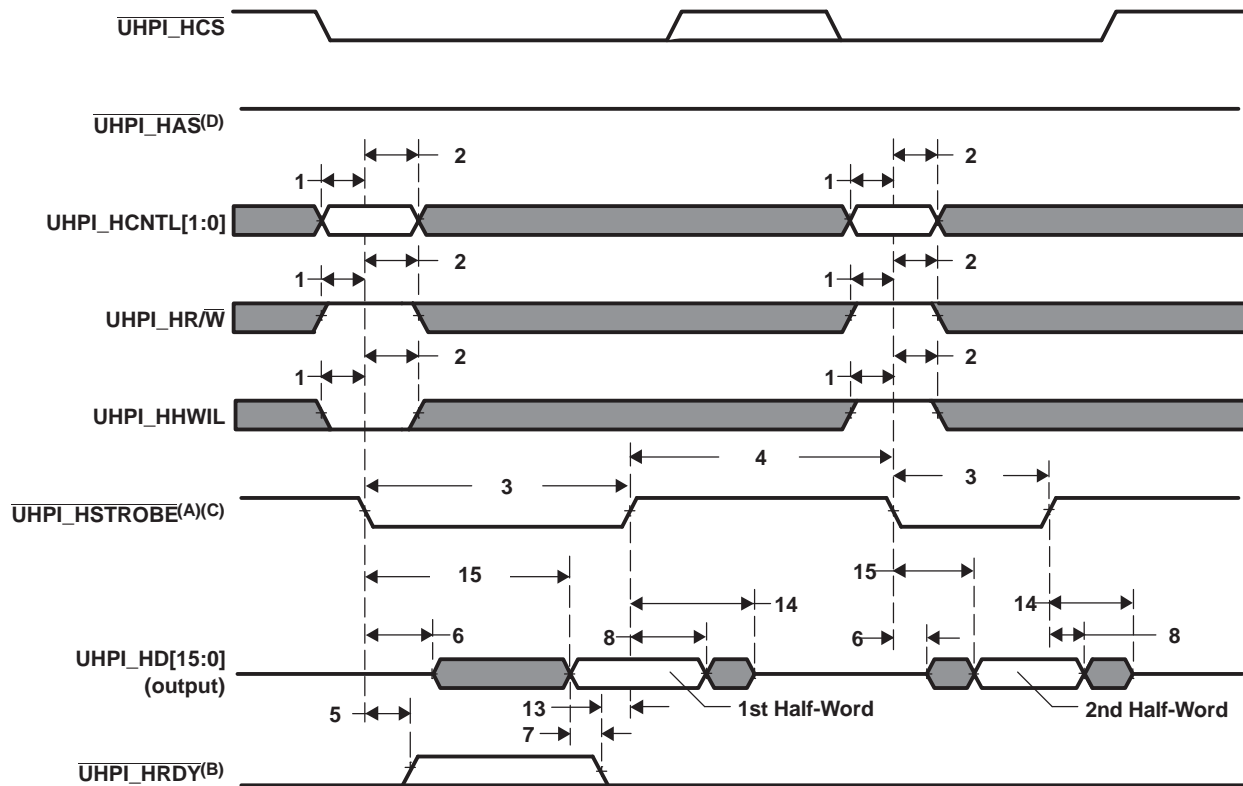 UHPI_HCS
UHPI_HAS(D)
2
2
1
1
UHPI_HCNTL[1:0]
2
2
1
1
UHPI_HR/W
2
2
1
1
UHPI_HHWIL
4
3
3
UHPI_HSTROBE(A)(C)
15
15
14
14
6
8
6
8
UHPI_HD[15:0]
(output)
5
13
1st Half-Word
2nd Half-Word
7
UHPI_HRDY(B)